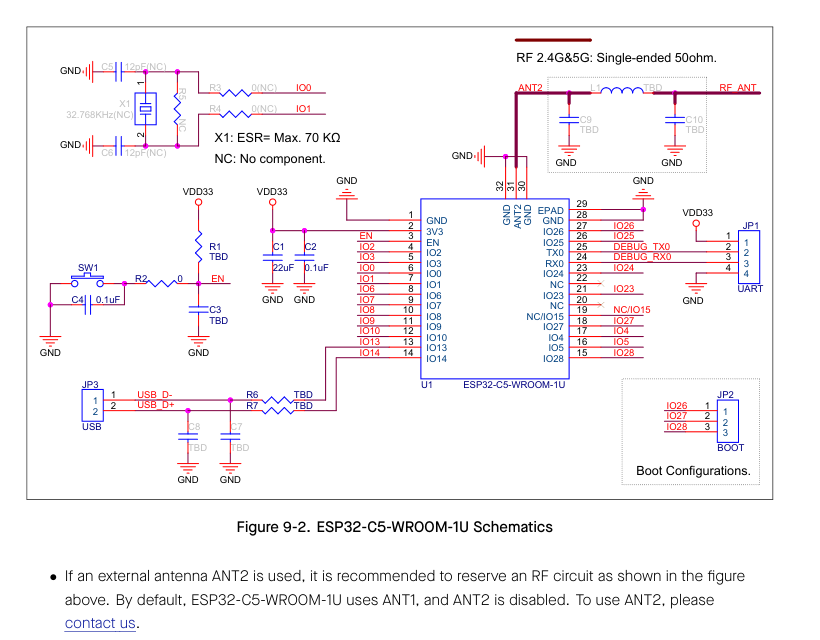 RF 2.4G&5G: Single-ended 50ohm.
GND C5 12pF(NC)
R3 0(NC) IO0
ANT2 L1 TBD RF_ANT
1
X1
32.768KHz(NC)
R5
NC
R4 0(NC) IO1
2
C9
TBD
C10
TBD
X1: ESR= Max. 70 KΩ
GND C6 12pF(NC)
NC: No component.
GND
GND GND
32 31 30
VDD33 VDD33 GND GND
GND ANT2 GND
VDD33
JP1
1 GND
2 3V3
EN 3 EN
IO2 4 IO2
IO3 5 IO3
IO0 6 IO0
IO1 7 IO1
IO6 8 IO6
IO7 9 IO7
IO8 10 IO8
IO9 11 IO9
IO10 12 IO10
IO13 13 IO13
IO14 14 IO14
EPAD 29
GND 28
IO26 27 IO26
IO25 26 IO25
TX0 25 DEBUG_TX0
RX0 24 DEBUG_RX0
IO24 23 IO24
NC 22
IO23 21 IO23
NC 20
NC/IO15 19 NC/IO15
IO27 18 IO27
IO4 17 IO4
IO5 16 IO5
IO28 15 IO28
U1 ESP32-C5-WROOM-1U
1 1
2 2
3 3
4 4
GND UART
R1
TBD
C1
22uF
C2
0.1uF
GND GND
SW1
R2 0 EN
C4 0.1uF
C3
TBD
GND GND
JP3
1 1 USB_D- R6 TBD
2 2 USB_D+ R7 TBD
USB
C8
TBD
C7
TBD
GND GND
JP2
IO26 1 1
IO27 2 2
IO28 3 3
BOOT
Boot Configurations.
Figure 9-2. ESP32-C5-WROOM-1U Schematics
● If an external antenna ANT2 is used, it is recommended to reserve an RF circuit as shown in the figure
above. By default, ESP32-C5-WROOM-1U uses ANT1, and ANT2 is disabled. To use ANT2, please
contact us.